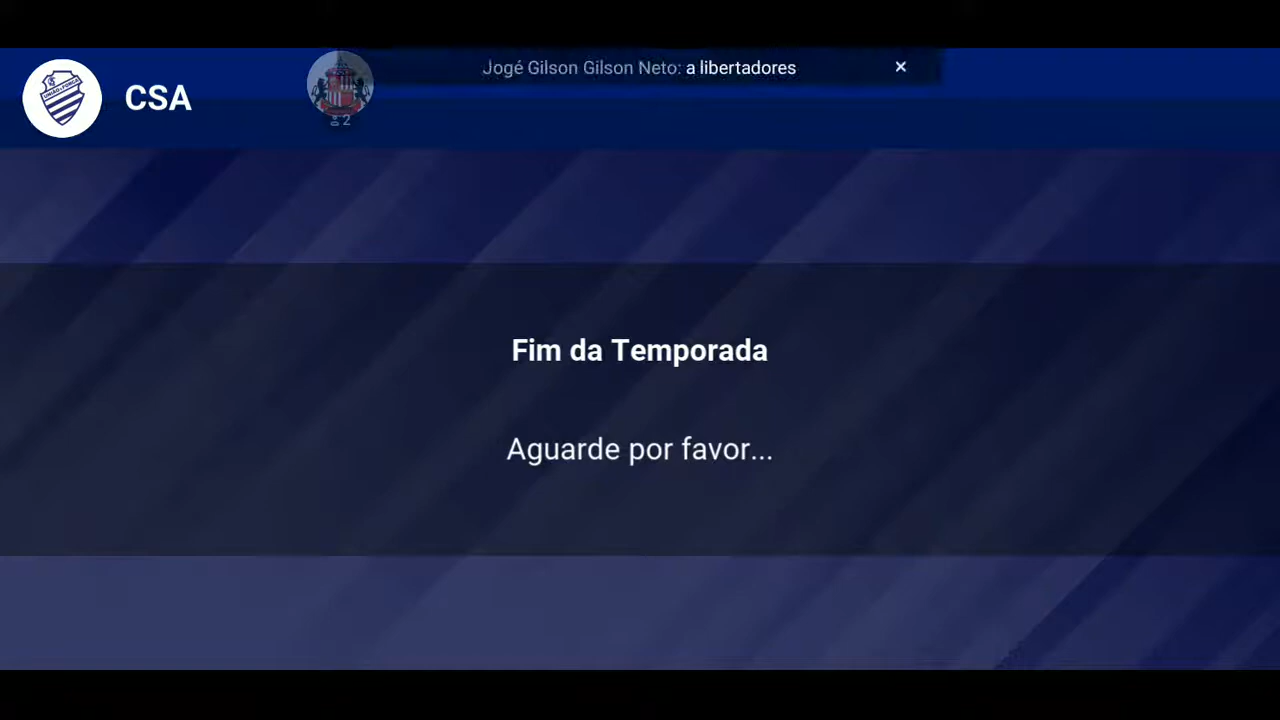 CSA
Jogé Gilson Gilson Neto: a libertadores
2
Fim da Temporada
Aguarde por favor...